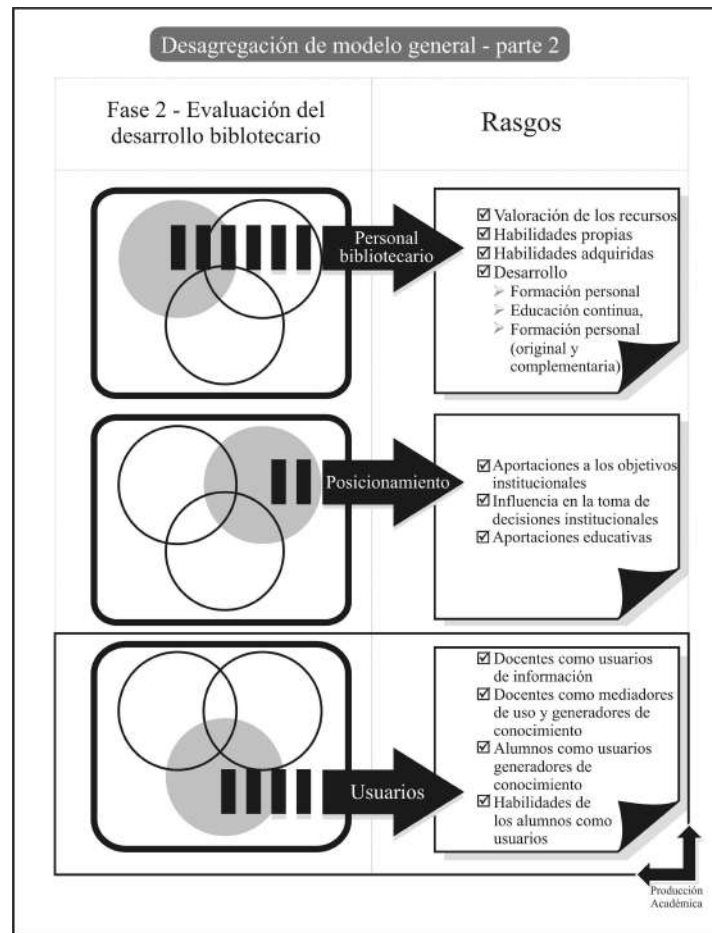 Desagregación de modelo general - parte 2
Fase 2 - Evaluación del
desarrollo biblotecario
Rasgos
Personal
bibliotecario
☑ Valoración de los recursos
☑ Habilidades propias
☑ Habilidades adquiridas
☑ Desarrollo
➢ Formación personal
➢ Educación continua,
➢ Formación personal
(original y
complementaria)
Posicionamiento
☑ Aportaciones a los objetivos
institucionales
☑ Influencia en la toma de
decisiones institucionales
☑ Aportaciones educativas
Usuarios
☑ Docentes como usuarios
de información
☑ Docentes como mediadores
de uso y generadores de
conocimiento
☑ Alumnos como usuarios
generadores de
conocimiento
☑ Habilidades de
los alumnos como
usuarios
Producción
Académica